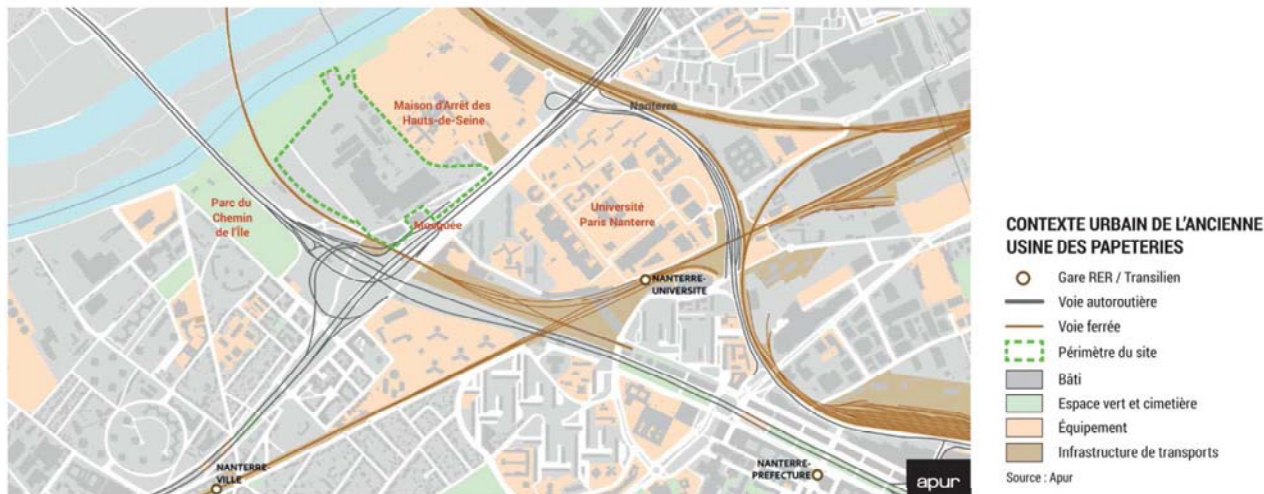 Maison d'Arrêt des
Hauts-de-Seine
Nanterre
Parc du
Chemin
de l'Île
Mosquée
Université
Paris Nanterre
NANTERRE-
UNIVERSITÉ
NANTERRE-
VILLE
NANTERRE-
PRÉFECTURE
apur
CONTEXTE URBAIN DE L'ANCIENNE
USINE DES PAPETERIES
Gare RER / Transilien
Voie autoroutière
Voie ferrée
Périmètre du site
Bâti
Espace vert et cimetière
Équipement
Infrastructure de transports
Source : Apur